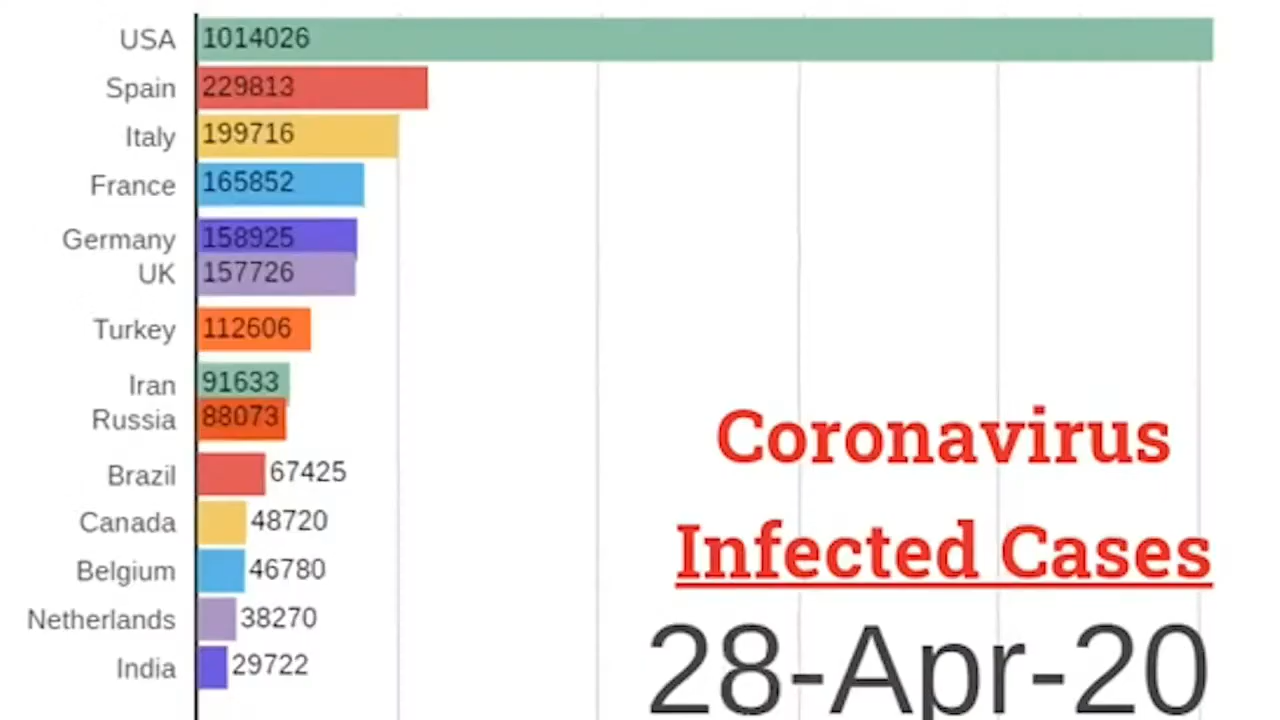 USA 1014026
Spain 229813
Italy 199716
France 165852
Germany 158925
UK 157726
Turkey 112606
Iran 91633
Russia 88073
Brazil 67425
Canada 48720
Belgium 46780
Netherlands 38270
India 29722
Coronavirus
Infected Cases
28-Apr-20